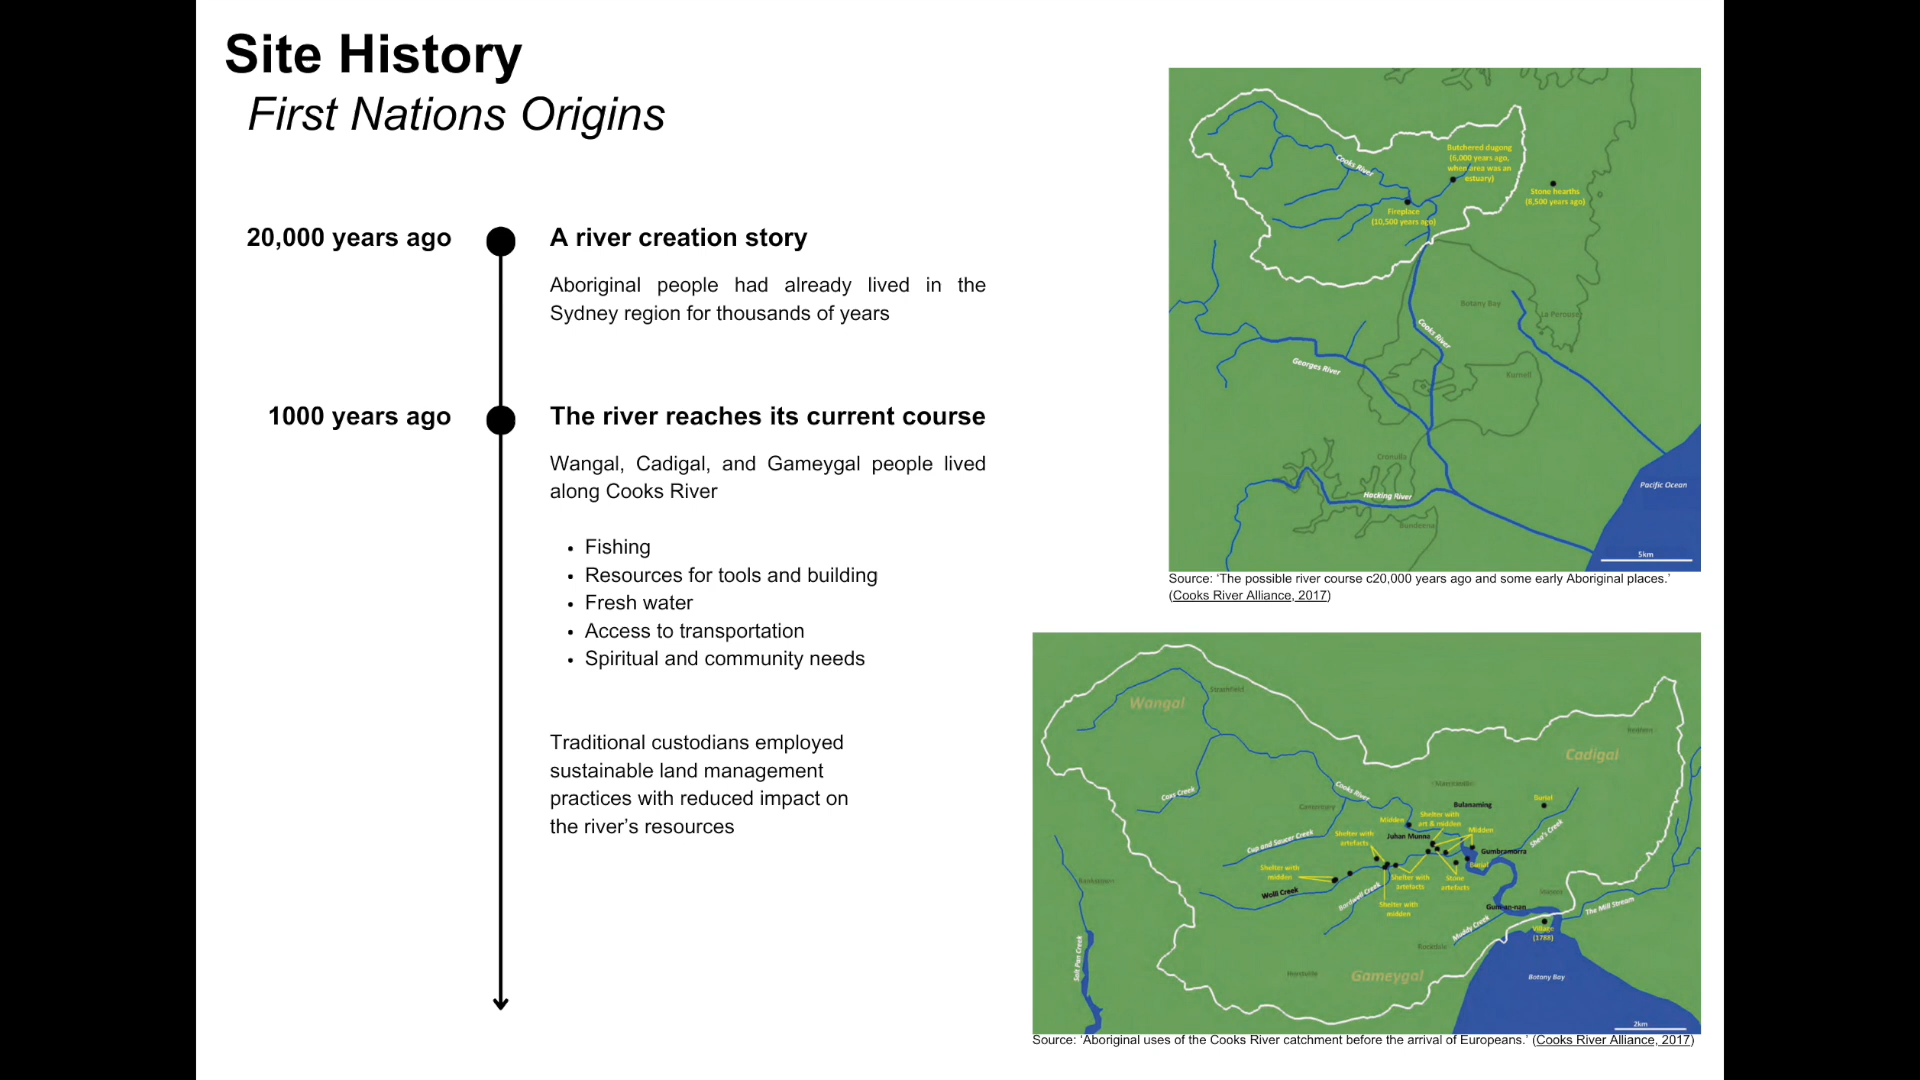 Site History
First Nations Origins
20,000 years ago
A river creation story
Aboriginal people had already lived in the
Sydney region for thousands of years
1000 years ago
The river reaches its current course
Wangal, Cadigal, and Gameygal people lived
along Cooks River
• Fishing
• Resources for tools and building
• Fresh water
• Access to transportation
• Spiritual and community needs
Traditional custodians employed
sustainable land management
practices with reduced impact on
the river’s resources
Cooks River
Butchered dugong
(6,000 years ago,
when area was an
estuary)
Stone hearths
(8,500 years ago)
Fireplace
(10,500 years ago)
Botany Bay
La Perouse
Cooks River
Georges River
Kurnell
Cronulla
Pacific Ocean
Hacking River
Bundeena
5km
Source: ‘The possible river course c20,000 years ago and some early Aboriginal places.’
(Cooks River Alliance, 2017)
Wangal
Strathfield
Redfern
Cadigal
Coxs Creek
Cooks River
Marrickville
Canterbury
Bulanaming
Burial
Midden
Shelter with
art & midden
Cup and Saucer Creek
Shelter with
artefacts
Juhan Munna
Midden
Shea's Creek
Gumbramorra
Burial
Shelter with
midden
Shelter with
artefacts
Stone
artefacts
Bankstown
Wolli Creek
Bardwell Creek
Mascot
Shelter with
midden
Gumannan
The Mill Stream
Muddy Creek
Village
(1788)
Rockdale
Salt Pan Creek
Hurstville
Gameygal
Botany Bay
2km
Source: ‘Aboriginal uses of the Cooks River catchment before the arrival of Europeans.’ (Cooks River Alliance, 2017)